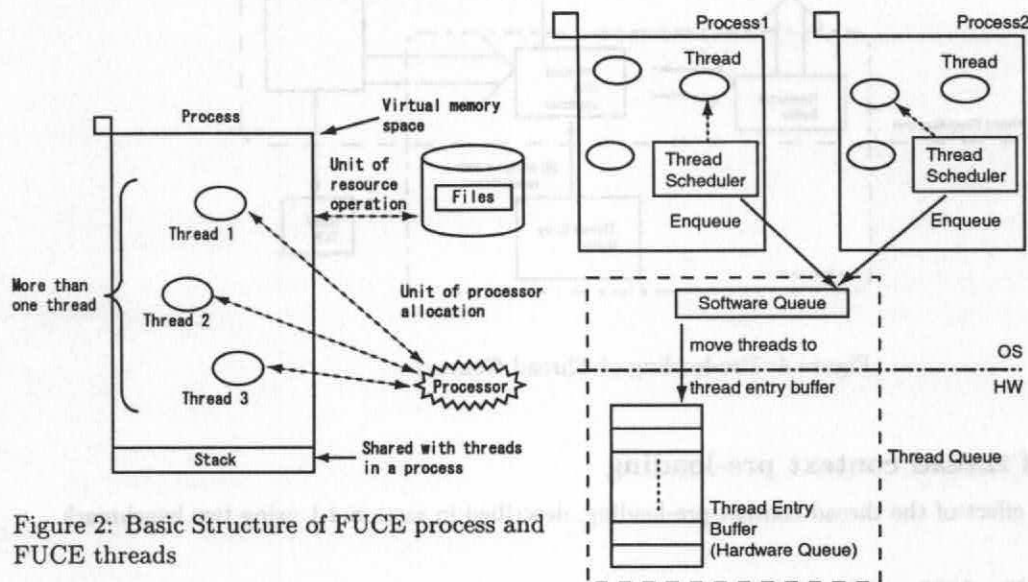 Process
Virtual memory
space
Unit of
resource
operation
Files
Thread 1
More than
one thread
Thread 2
Unit of processor
allocation
Thread 3
Processor
Stack
Shared with threads
in a process
Figure 2: Basic Structure of FUCE process and
FUCE threads
Process1
Thread
Thread
Scheduler
Enqueue
Process2
Thread
Thread
Scheduler
Enqueue
Software Queue
move threads to
thread entry buffer
OS
HW
Thread Queue
Thread Entry
Buffer
(Hardware Queue)